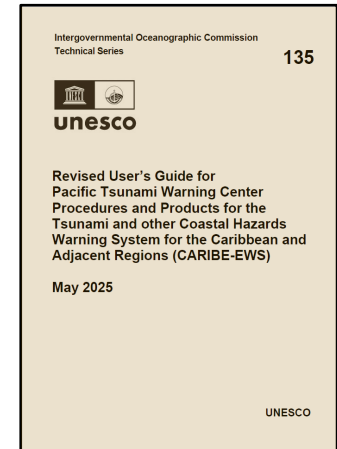 Intergovernmental Oceanographic Commission
Technical Series
135
unesco
Revised User's Guide for
Pacific Tsunami Warning Center
Procedures and Products for the
Tsunami and other Coastal Hazards
Warning System for the Caribbean and
Adjacent Regions (CARIBE-EWS)
May 2025
UNESCO